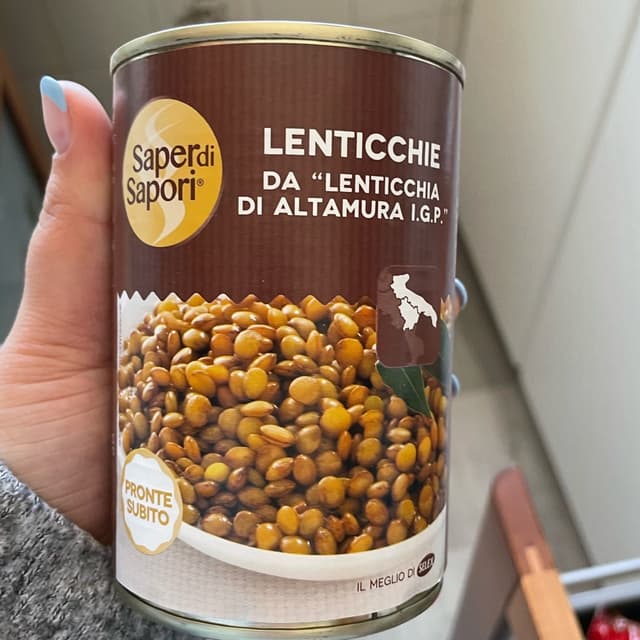 Saper di
Sapori®
LENTICCHIE
DA “LENTICCHIA
DI ALTAMURA I.G.P.”
PRONTE
SUBITO
IL MEGLIO DI SELEX